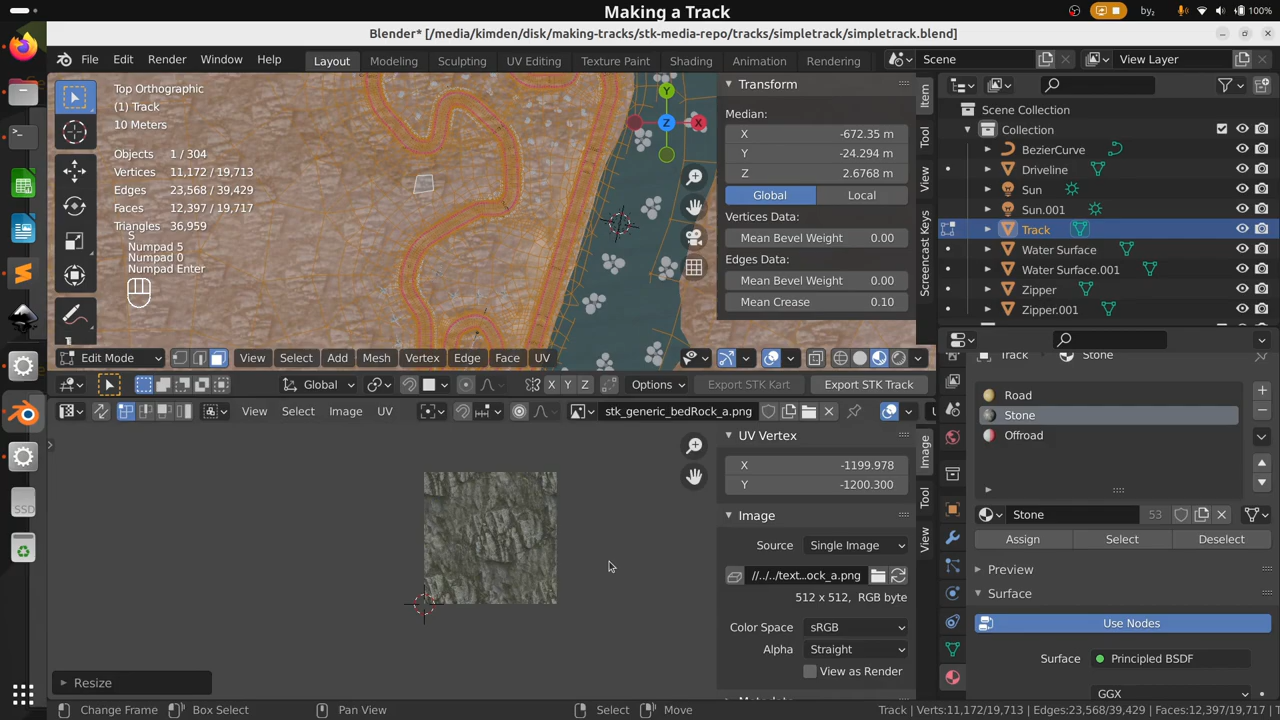 Making a Track
by₂
100%
Blender* [/media/kimden/disk/making-tracks/stk-media-repo/tracks/simpletrack/simpletrack.blend]
File Edit Render Window Help
Layout Modeling Sculpting UV Editing Texture Paint Shading Animation Rendering
Scene
View Layer
Top Orthographic
(1) Track
10 Meters
Objects 1 / 304
Vertices 11,172 / 19,713
Edges 23,568 / 39,429
Faces 12,397 / 19,717
Triangles 36,959
S
Numpad 5
Numpad 0
Numpad Enter
Y
Z
X
Transform
Median:
X -672.35 m
Y -24.294 m
Z 2.6768 m
Global Local
Vertices Data:
Mean Bevel Weight 0.00
Edges Data:
Mean Bevel Weight 0.00
Mean Crease 0.10
Item
Tool
View
Screencast Keys
Scene Collection
Collection
BezierCurve
Driveline
Sun
Sun.001
Track
Water Surface
Water Surface.001
Zipper
Zipper.001
Edit Mode View Select Add Mesh Vertex Edge Face UV
Global X Y Z Options Export STK Kart Export STK Track
View Select Image UV stk_generic_bedRock_a.png
UV Vertex
X -1199.978
Y -1200.300
Image
Source Single Image
//../../text...ock_a.png
512 x 512, RGB byte
Color Space sRGB
Alpha Straight
View as Render
Image
Tool
View
Resize
Track Stone
Road
Stone
Offroad
Stone 53
Assign Select Deselect
Preview
Surface
Use Nodes
Surface Principled BSDF
GGX
SSD
Change Frame Box Select Pan View Select Move
Track | Verts:11,172/19,713 | Edges:23,568/39,429 | Faces:12,397/19,717 |